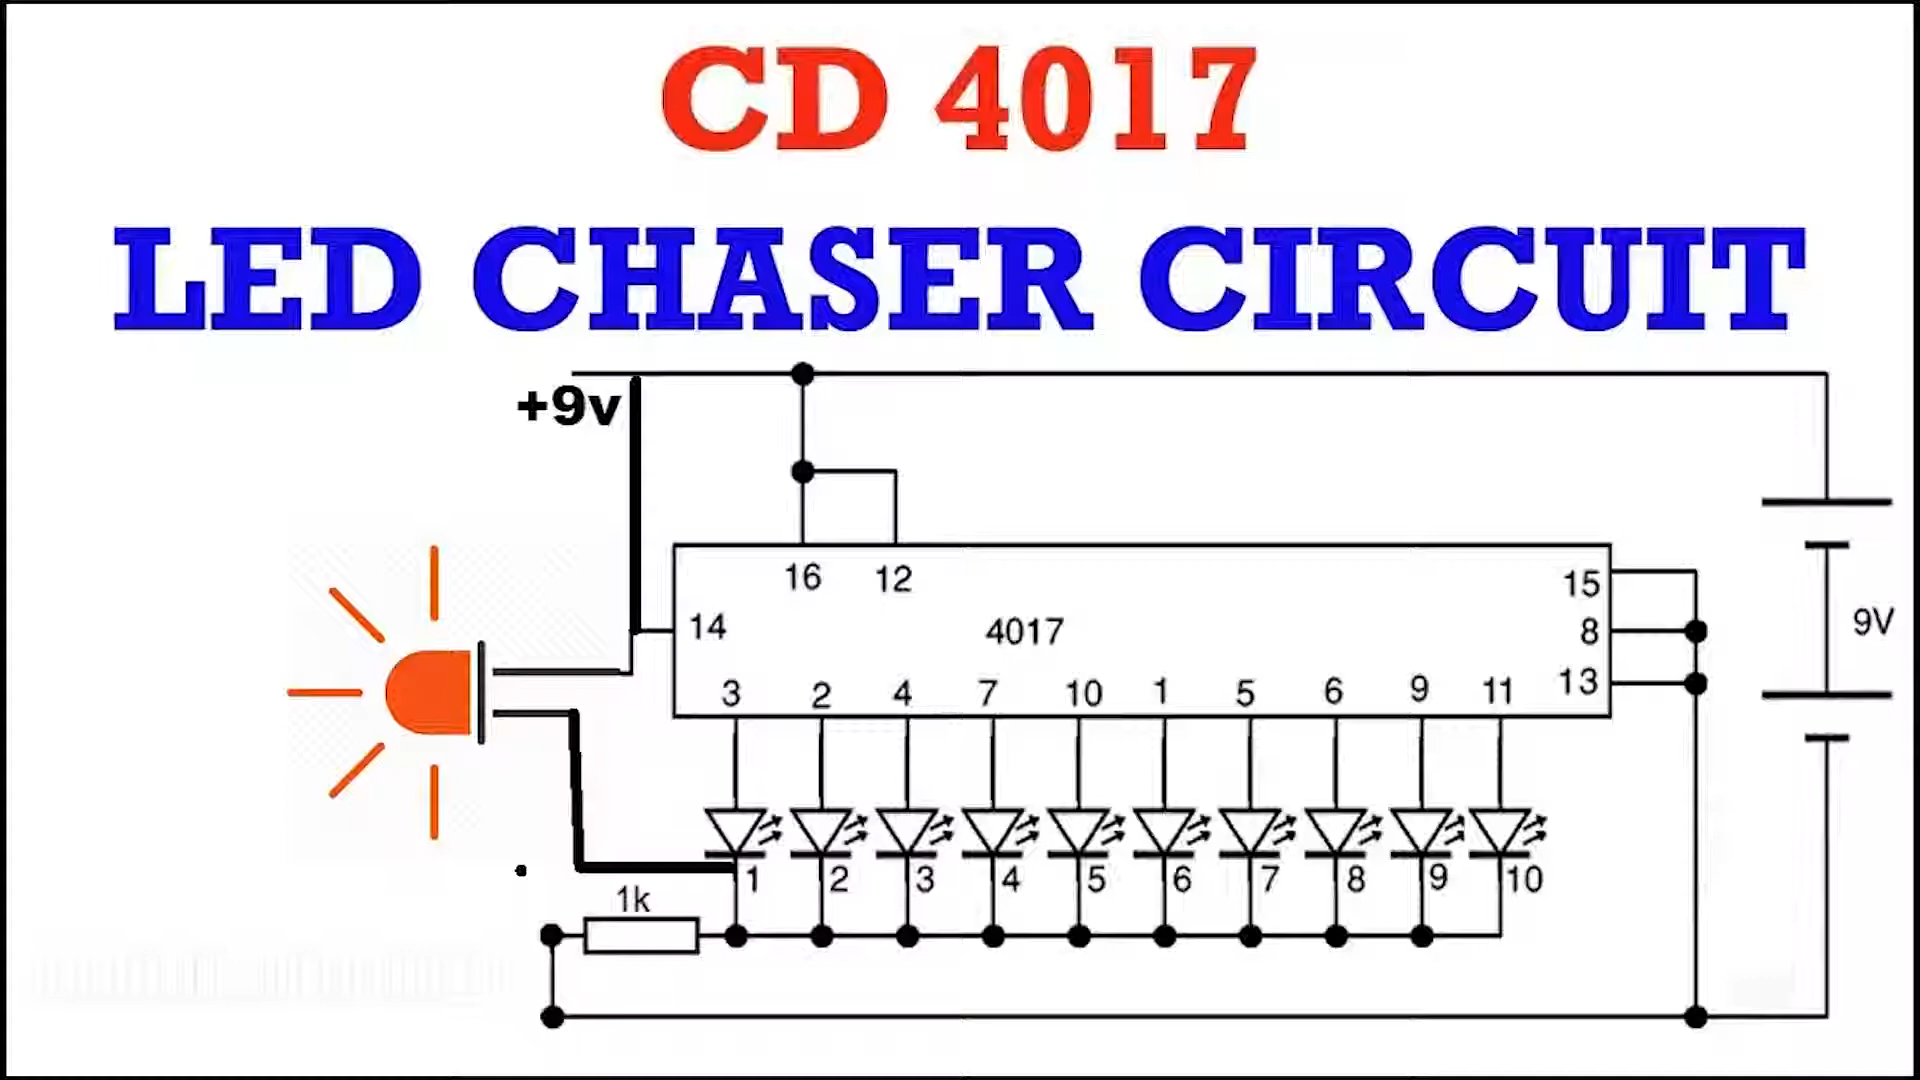 CD 4017
LED CHASER CIRCUIT
+9v
16 12
15
14 4017 8
9V
13
3 2 4 7 10 1 5 6 9 11
1 2 3 4 5 6 7 8 9 10
1k